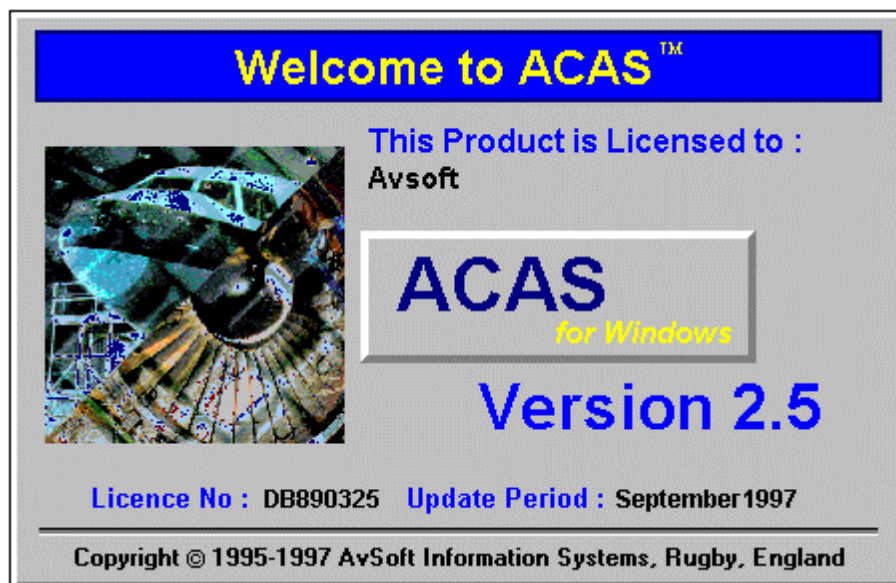 Welcome to ACAS™
This Product is Licensed to :
Avsoft
ACAS
for Windows
Version 2.5
Licence No : DB890325 Update Period : September1997
Copyright © 1995-1997 AvSoft Information Systems, Rugby, England